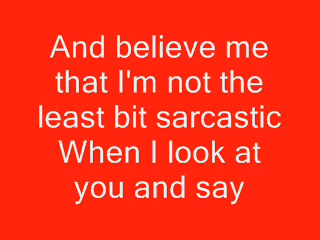 And believe me
that I'm not the
least bit sarcastic
When I look at
you and say